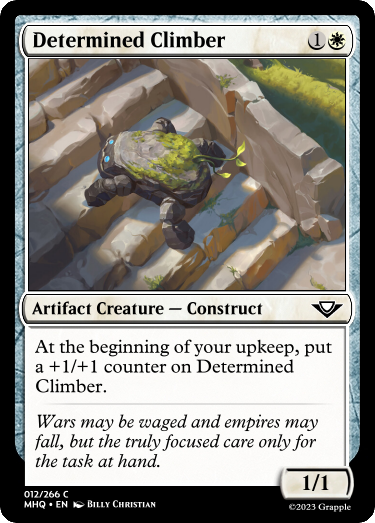 Determined Climber 1
Artifact Creature — Construct
At the beginning of your upkeep, put
a +1/+1 counter on Determined
Climber.
Wars may be waged and empires may
fall, but the truly focused care only for
the task at hand.
1/1
012/266 C
MHQ • EN Billy Christian
©2023 Grapple